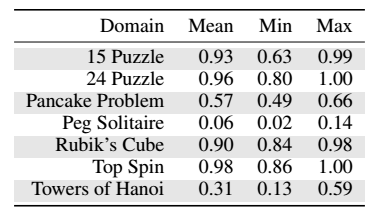 Domain Mean Min Max
15 Puzzle 0.93 0.63 0.99
24 Puzzle 0.96 0.80 1.00
Pancake Problem 0.57 0.49 0.66
Peg Solitaire 0.06 0.02 0.14
Rubik's Cube 0.90 0.84 0.98
Top Spin 0.98 0.86 1.00
Towers of Hanoi 0.31 0.13 0.59